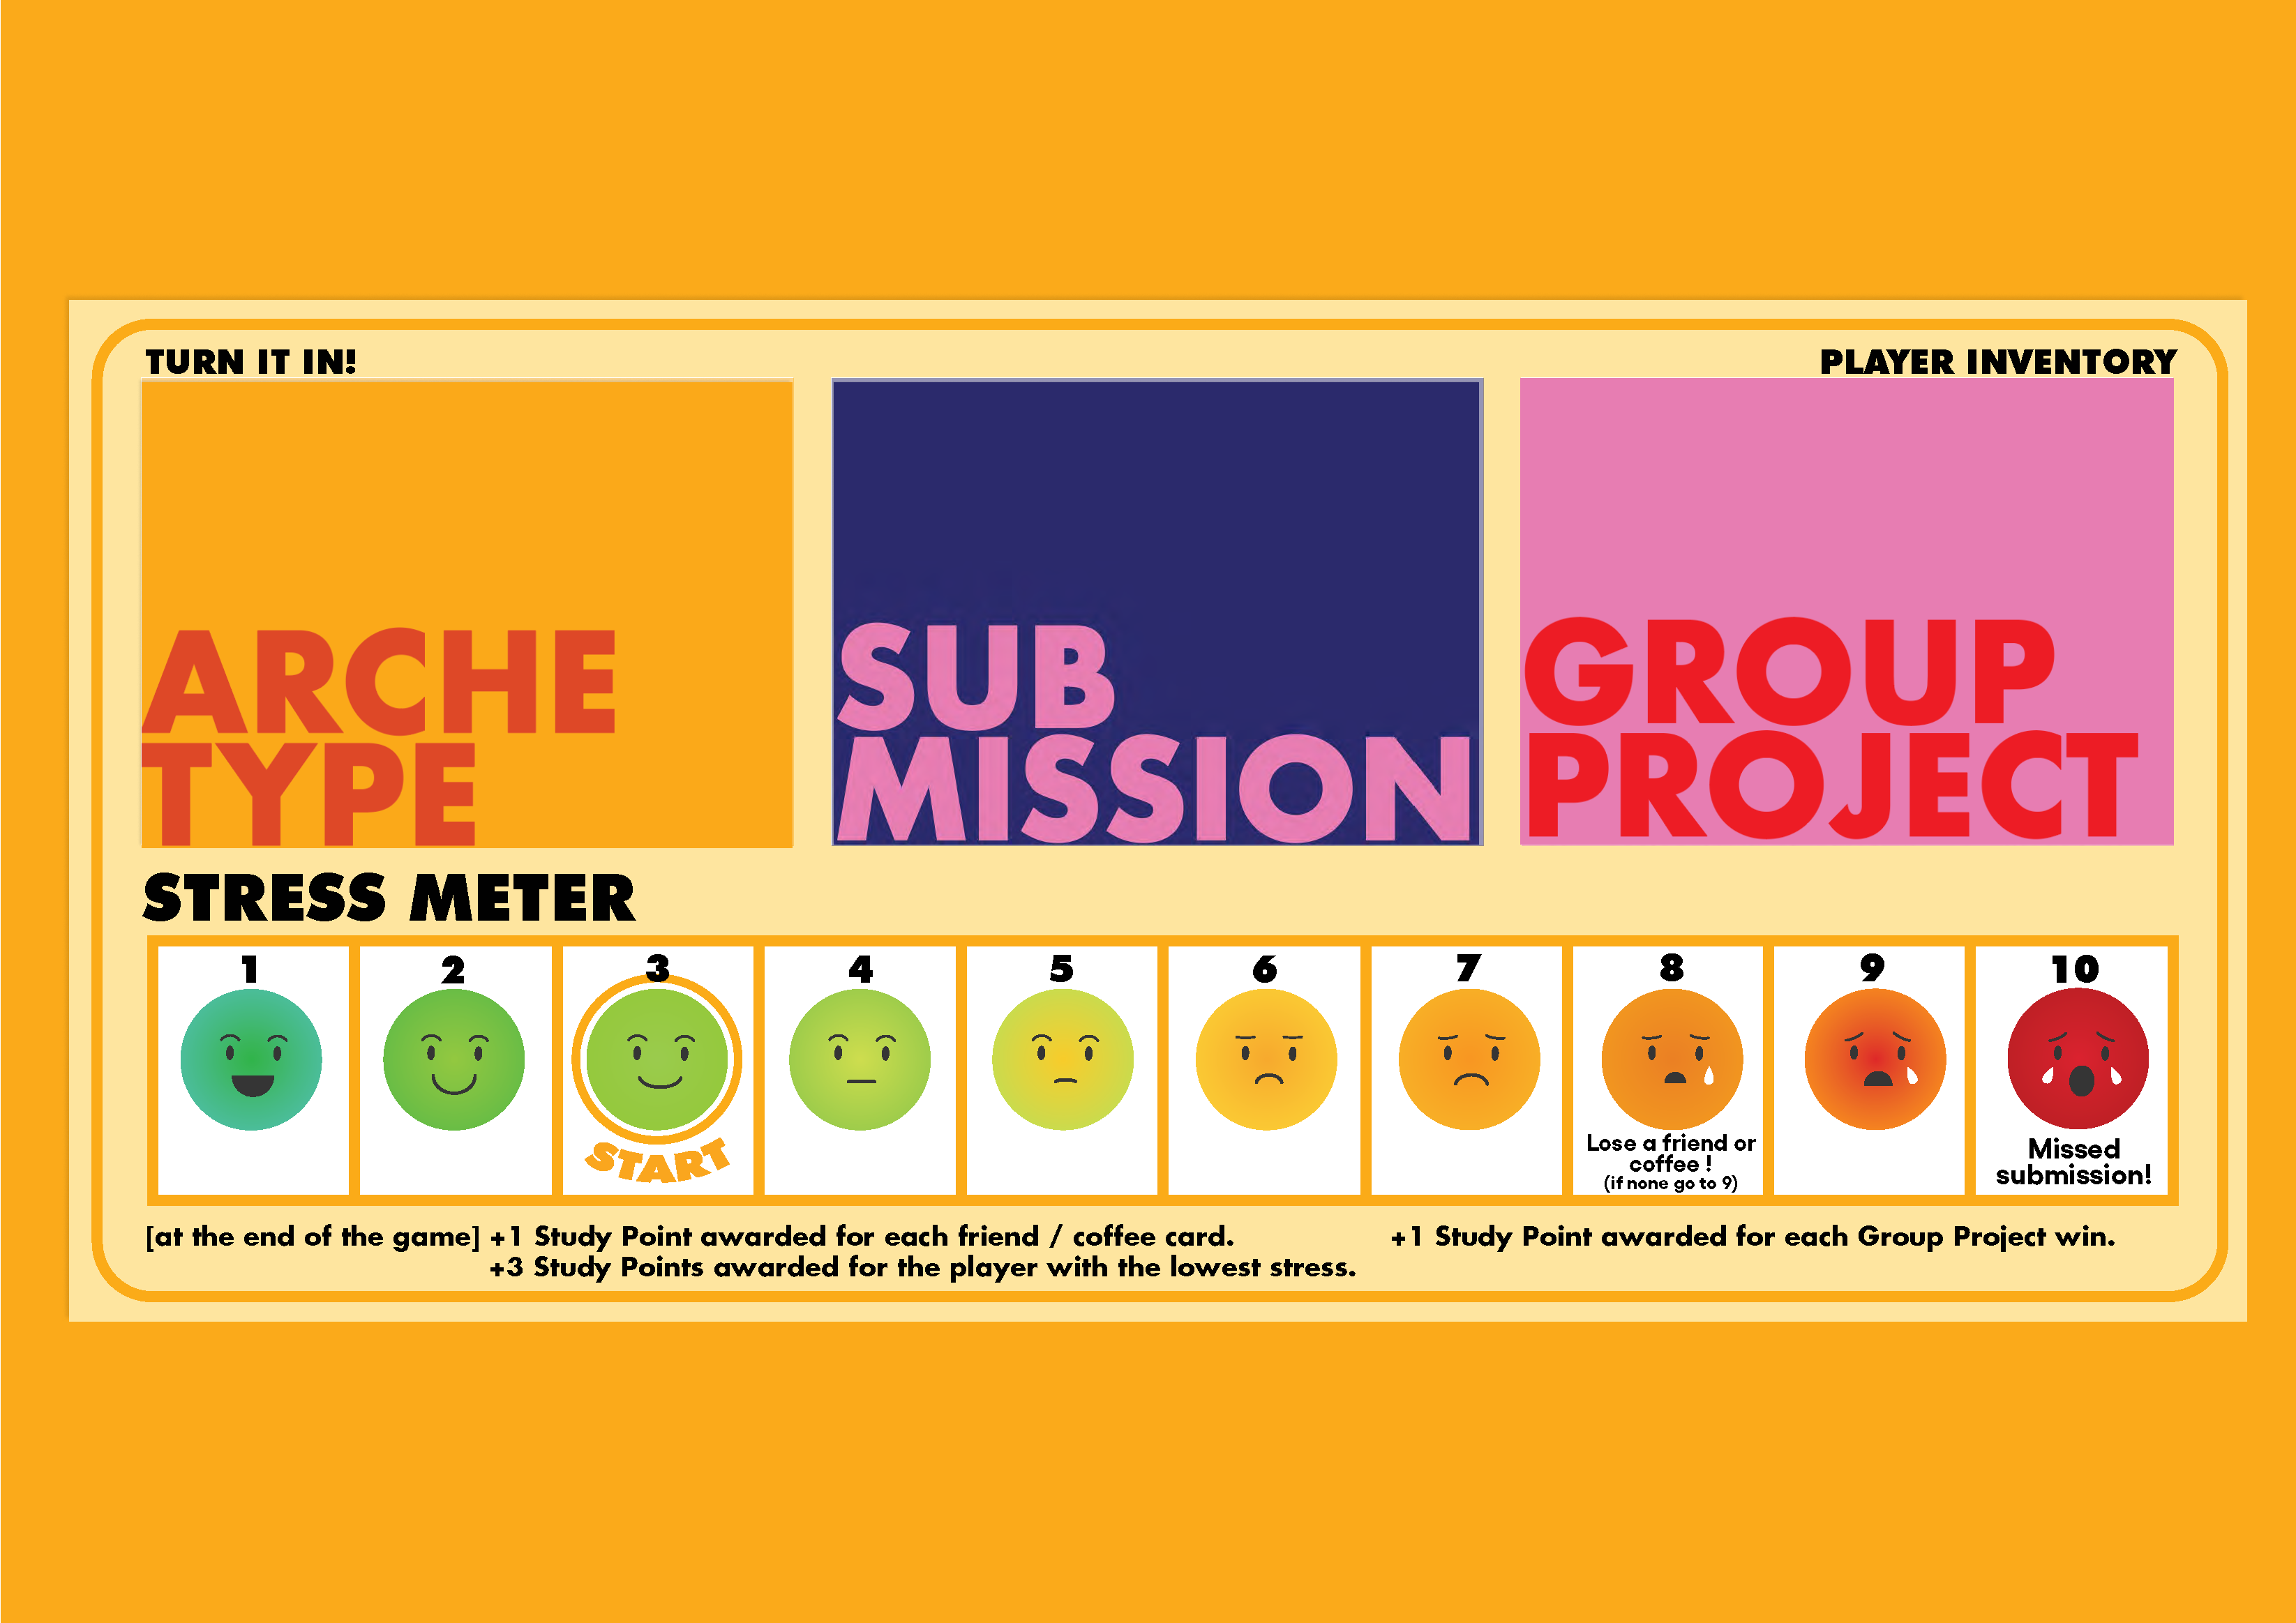 TURN IT IN!
PLAYER INVENTORY
ARCHE
TYPE
SUB
MISSION
GROUP
PROJECT
STRESS METER
1
2
3
START
4
5
6
7
8
Lose a friend or
coffee !
(if none go to 9)
9
10
Missed
submission!
[at the end of the game] +1 Study Point awarded for each friend / coffee card.
+3 Study Points awarded for the player with the lowest stress.
+1 Study Point awarded for each Group Project win.